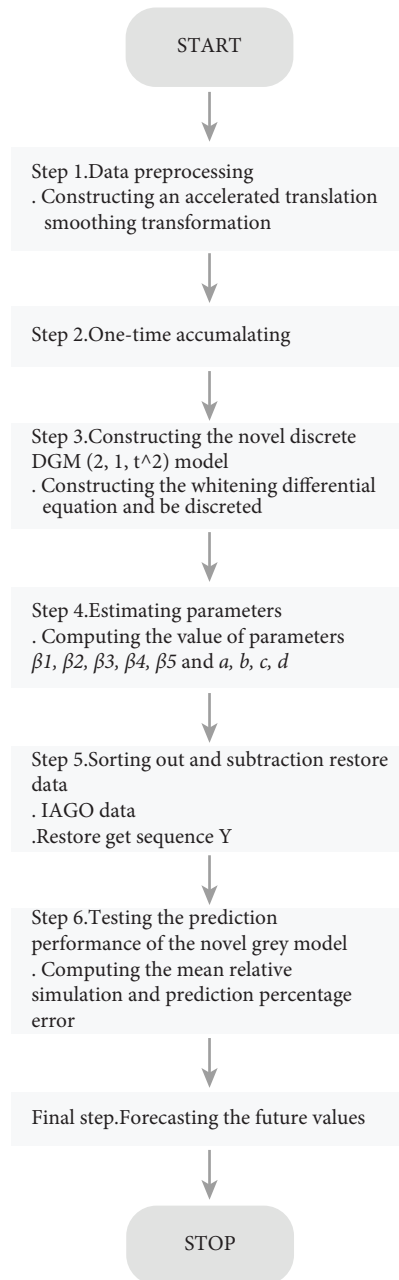 START
Step 1.Data preprocessing
. Constructing an accelerated translation
smoothing transformation
Step 2.One-time accumalating
Step 3.Constructing the novel discrete
DGM (2, 1, t^2) model
. Constructing the whitening differential
equation and be discreted
Step 4.Estimating parameters
. Computing the value of parameters
β1, β2, β3, β4, β5 and a, b, c, d
Step 5.Sorting out and subtraction restore
data
. IAGO data
.Restore get sequence Y
Step 6.Testing the prediction
performance of the novel grey model
. Computing the mean relative
simulation and prediction percentage
error
Final step.Forecasting the future values
STOP